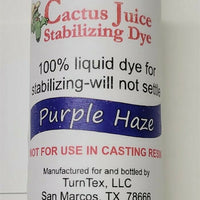 Cactus Juice
Stabilizing Dye
100% liquid dye for
stabilizing-will not settle
Purple Haze
NOT FOR USE IN CASTING RESIN
Manufactured for and bottled by
TurnTex, LLC
San Marcos, TX 78666